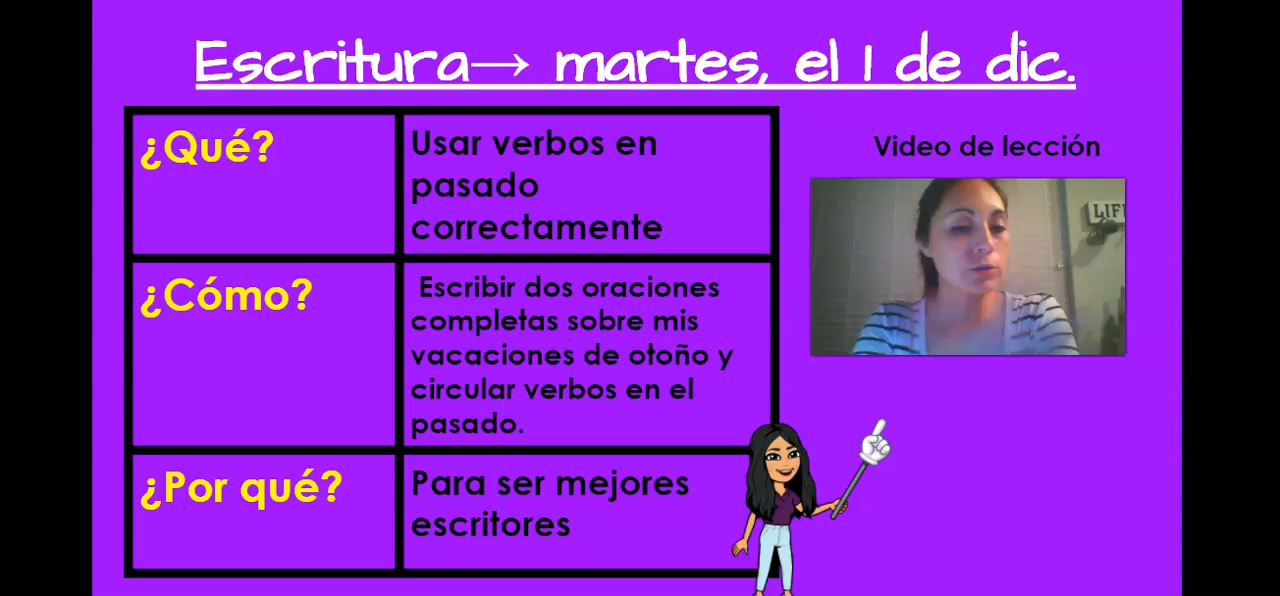 Escritura→ martes, el 1 de dic.
¿Qué?
Usar verbos en
pasado
correctamente
¿Cómo?
Escribir dos oraciones
completas sobre mis
vacaciones de otoño y
circular verbos en el
pasado.
¿Por qué?
Para ser mejores
escritores
Video de lección